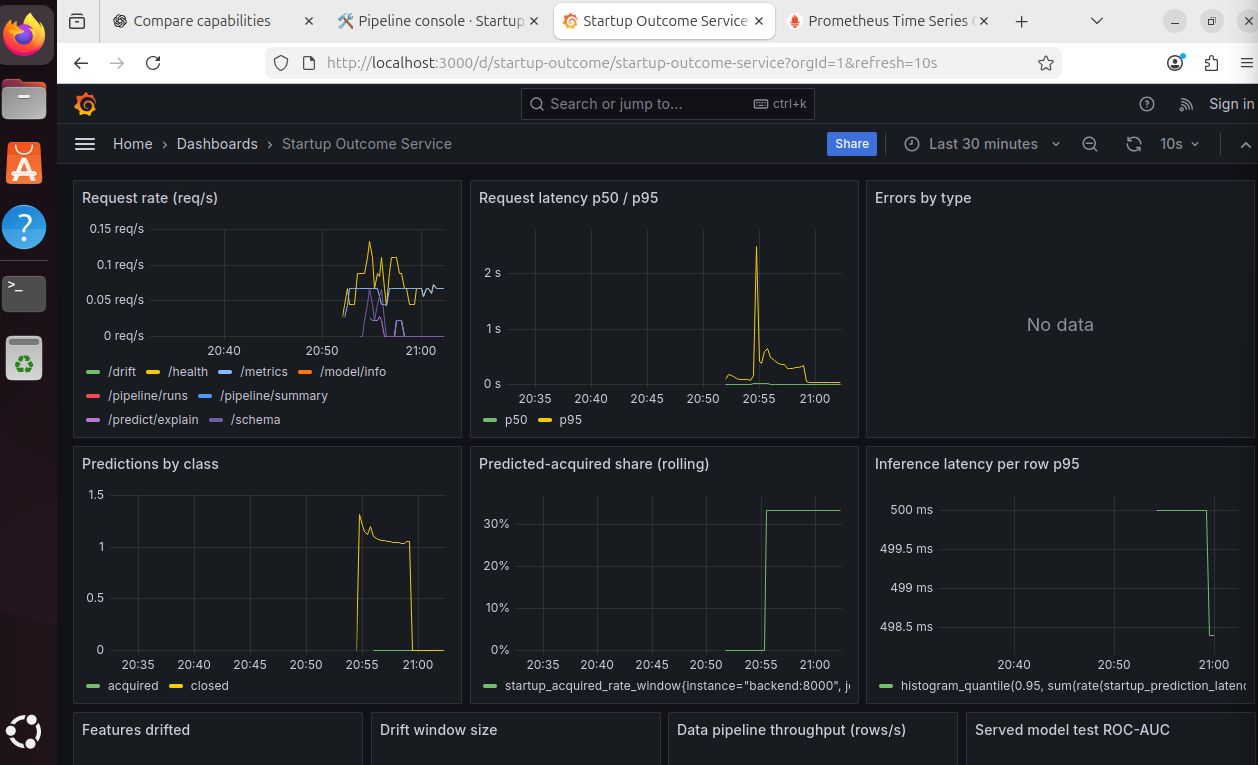 Compare capabilities
Pipeline console · Startup
Startup Outcome Service
Prometheus Time Series
http://localhost:3000/d/startup-outcome/startup-outcome-service?orgId=1&refresh=10s
Search or jump to...
ctrl+k
Sign in
Home › Dashboards › Startup Outcome Service
Share
Last 30 minutes
10s
Request rate (req/s)
0.15 req/s
0.1 req/s
0.05 req/s
0 req/s
20:40 20:50 21:00
/drift /health /metrics /model/info
/pipeline/runs /pipeline/summary
/predict/explain /schema
Request latency p50 / p95
2 s
1 s
0 s
20:35 20:40 20:45 20:50 20:55 21:00
p50 p95
Errors by type
No data
Predictions by class
1.5
1
0.5
0
20:35 20:40 20:45 20:50 20:55 21:00
acquired closed
Predicted-acquired share (rolling)
30%
20%
10%
0%
20:35 20:40 20:45 20:50 20:55 21:00
startup_acquired_rate_window{instance="backend:8000", j
Inference latency per row p95
500 ms
499.5 ms
499 ms
498.5 ms
20:40 20:50 21:00
histogram_quantile(0.95, sum(rate(startup_prediction_latenc
Features drifted
Drift window size
Data pipeline throughput (rows/s)
Served model test ROC-AUC